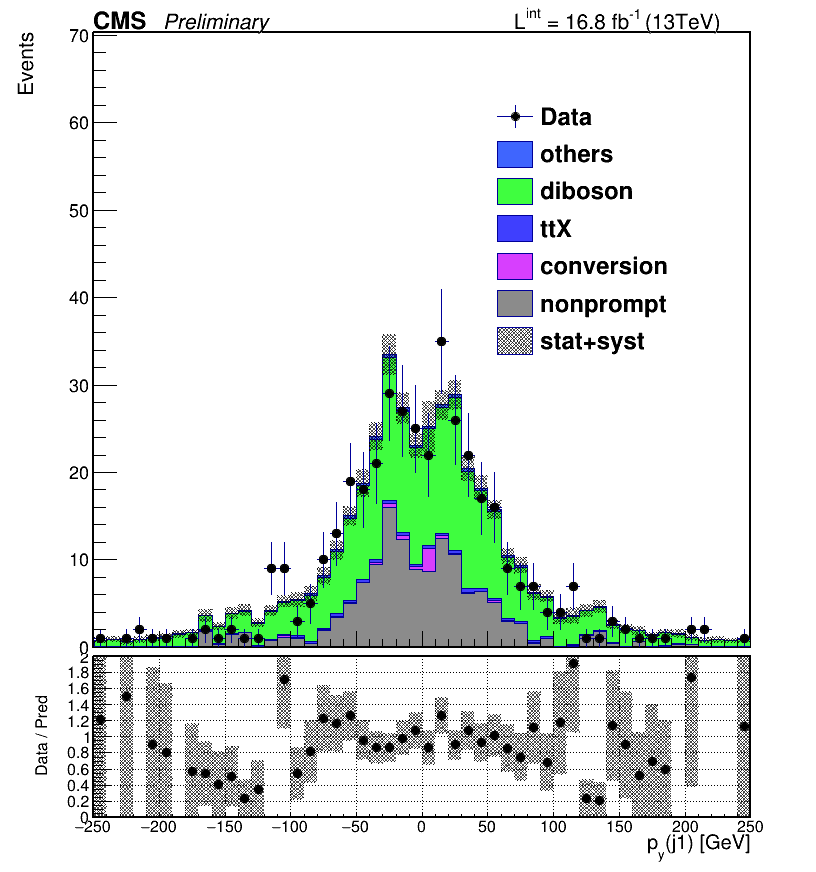 CMS Preliminary L^int = 16.8 fb^-1 (13TeV)
Events
70
60
50
40
30
20
10
0
Data
others
diboson
ttX
conversion
nonprompt
stat+syst
Data / Pred
2
1.8
1.6
1.4
1.2
1
0.8
0.6
0.4
0.2
0
−250 −200 −150 −100 −50 0 50 100 150 200 250
p_y(j1) [GeV]